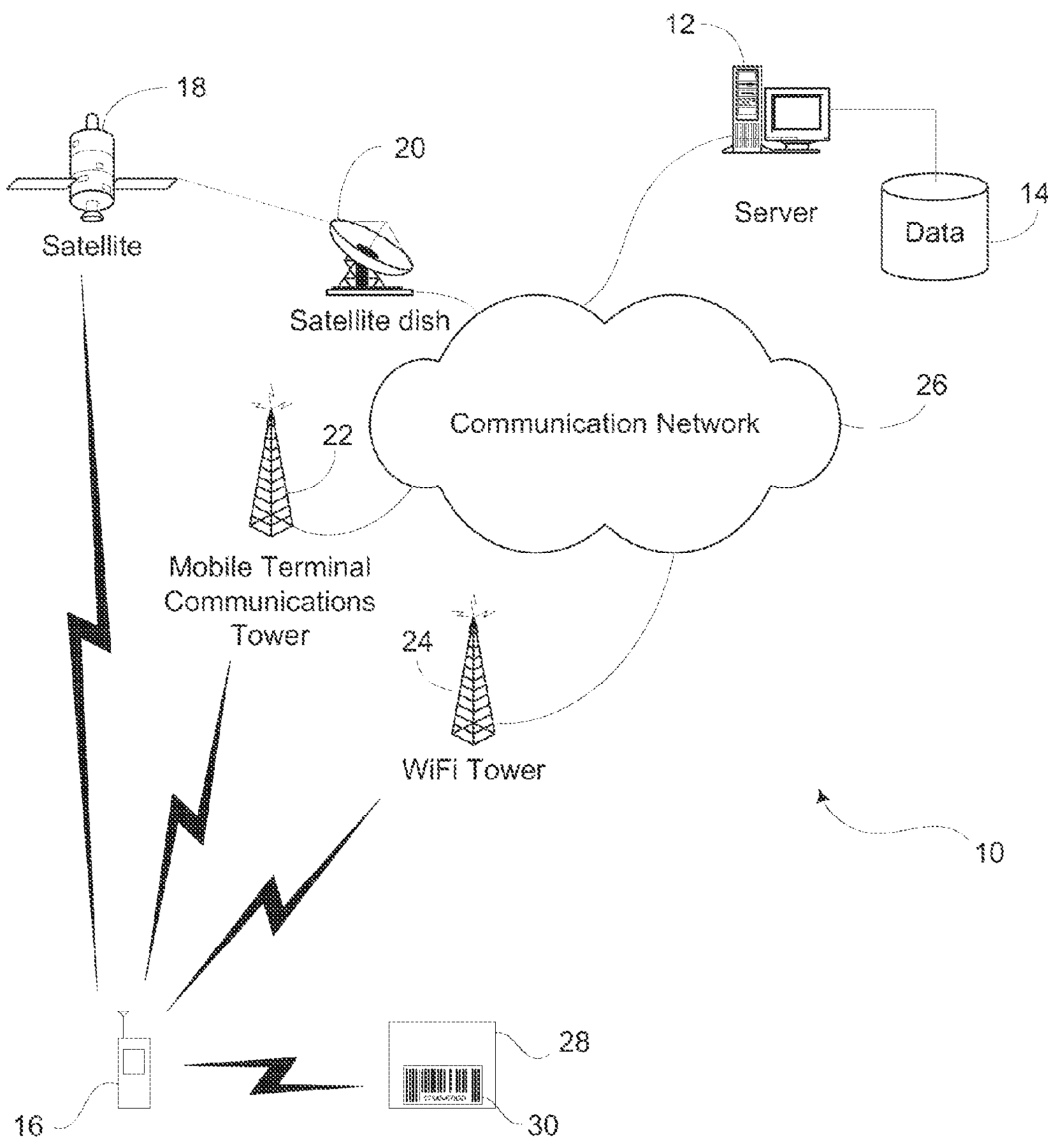 12
18
20
Server
14
Data
Satellite
Satellite dish
26
Communication Network
22
Mobile Terminal
Communications
Tower
24
WiFi Tower
10
28
16
30